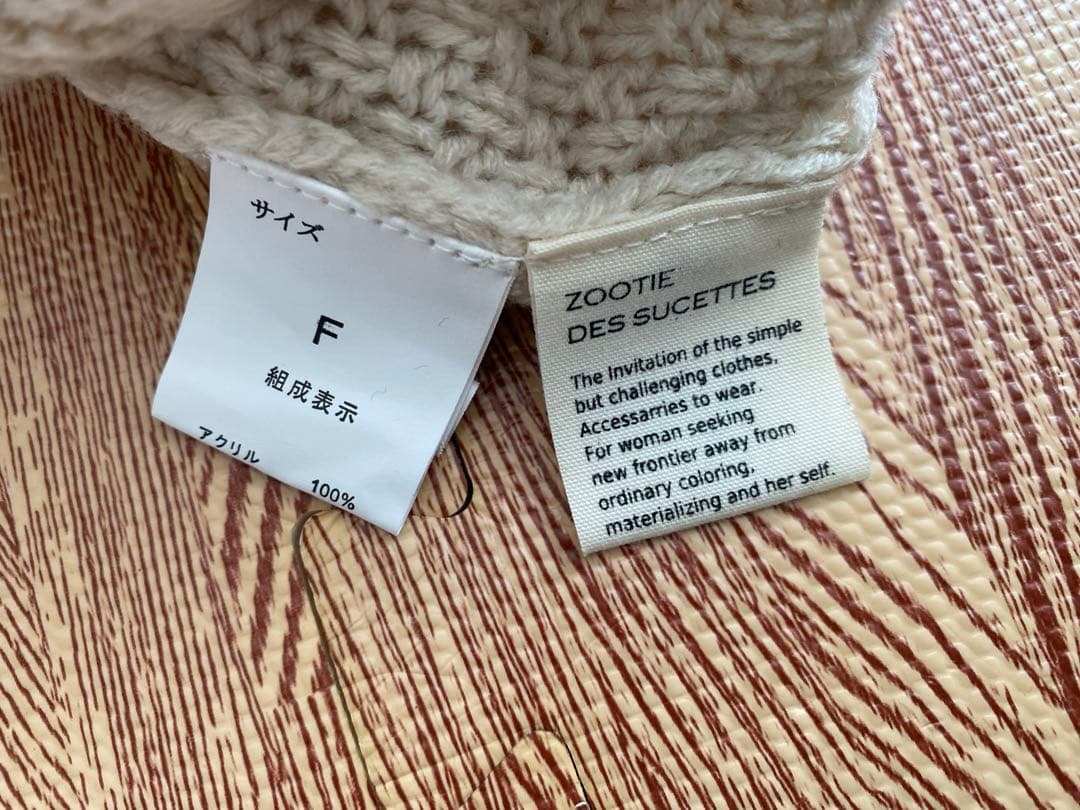 サイズ
F
組成表示
アクリル
100%
ZOOTIE
DES SUCETTES
The Invitation of the simple
but challenging clothes,
Accessarries to wear.
For woman seeking
new frontier away from
ordinary coloring,
materializing and her self.